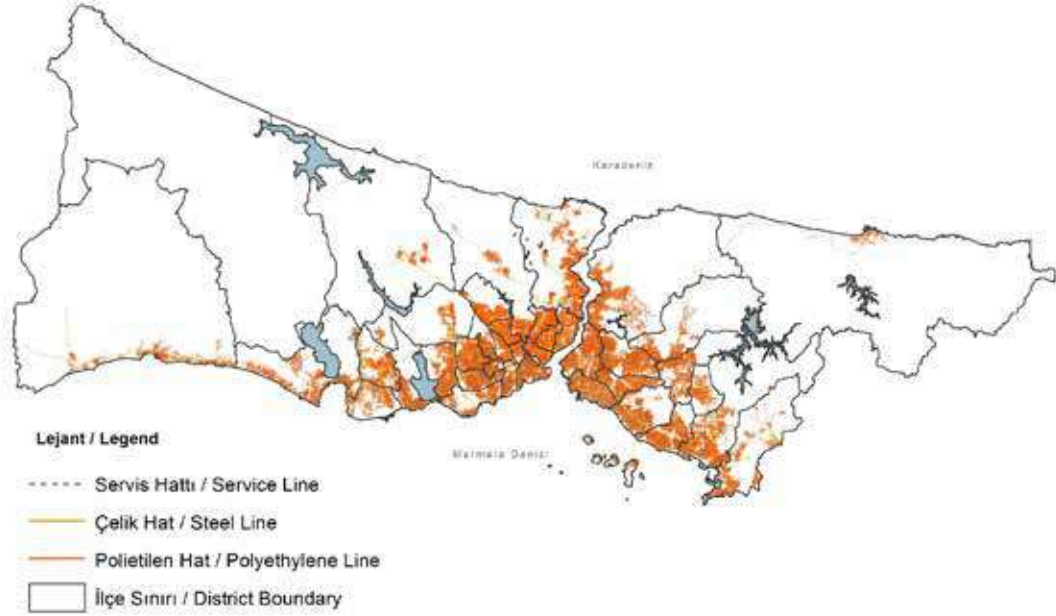 Karadeniz
Marmara Denizi
Lejant / Legend
Servis Hattı / Service Line
Çelik Hat / Steel Line
Polietilen Hat / Polyethylene Line
İlçe Sınırı / District Boundary